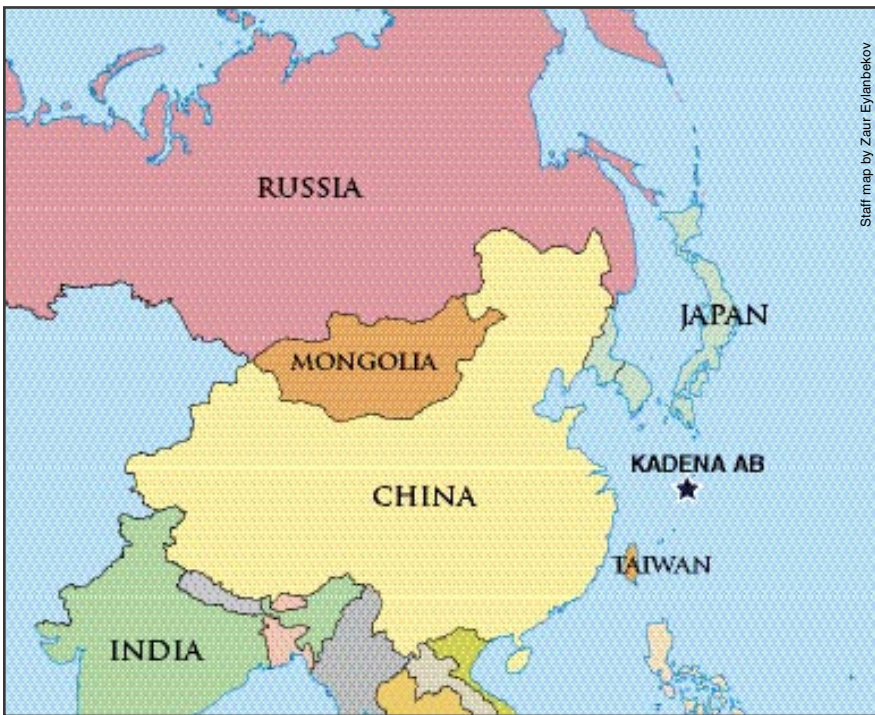 Staff map by Zaur Eylanbekov
RUSSIA
JAPAN
MONGOLIA
KADENA AB
CHINA
TAIWAN
INDIA